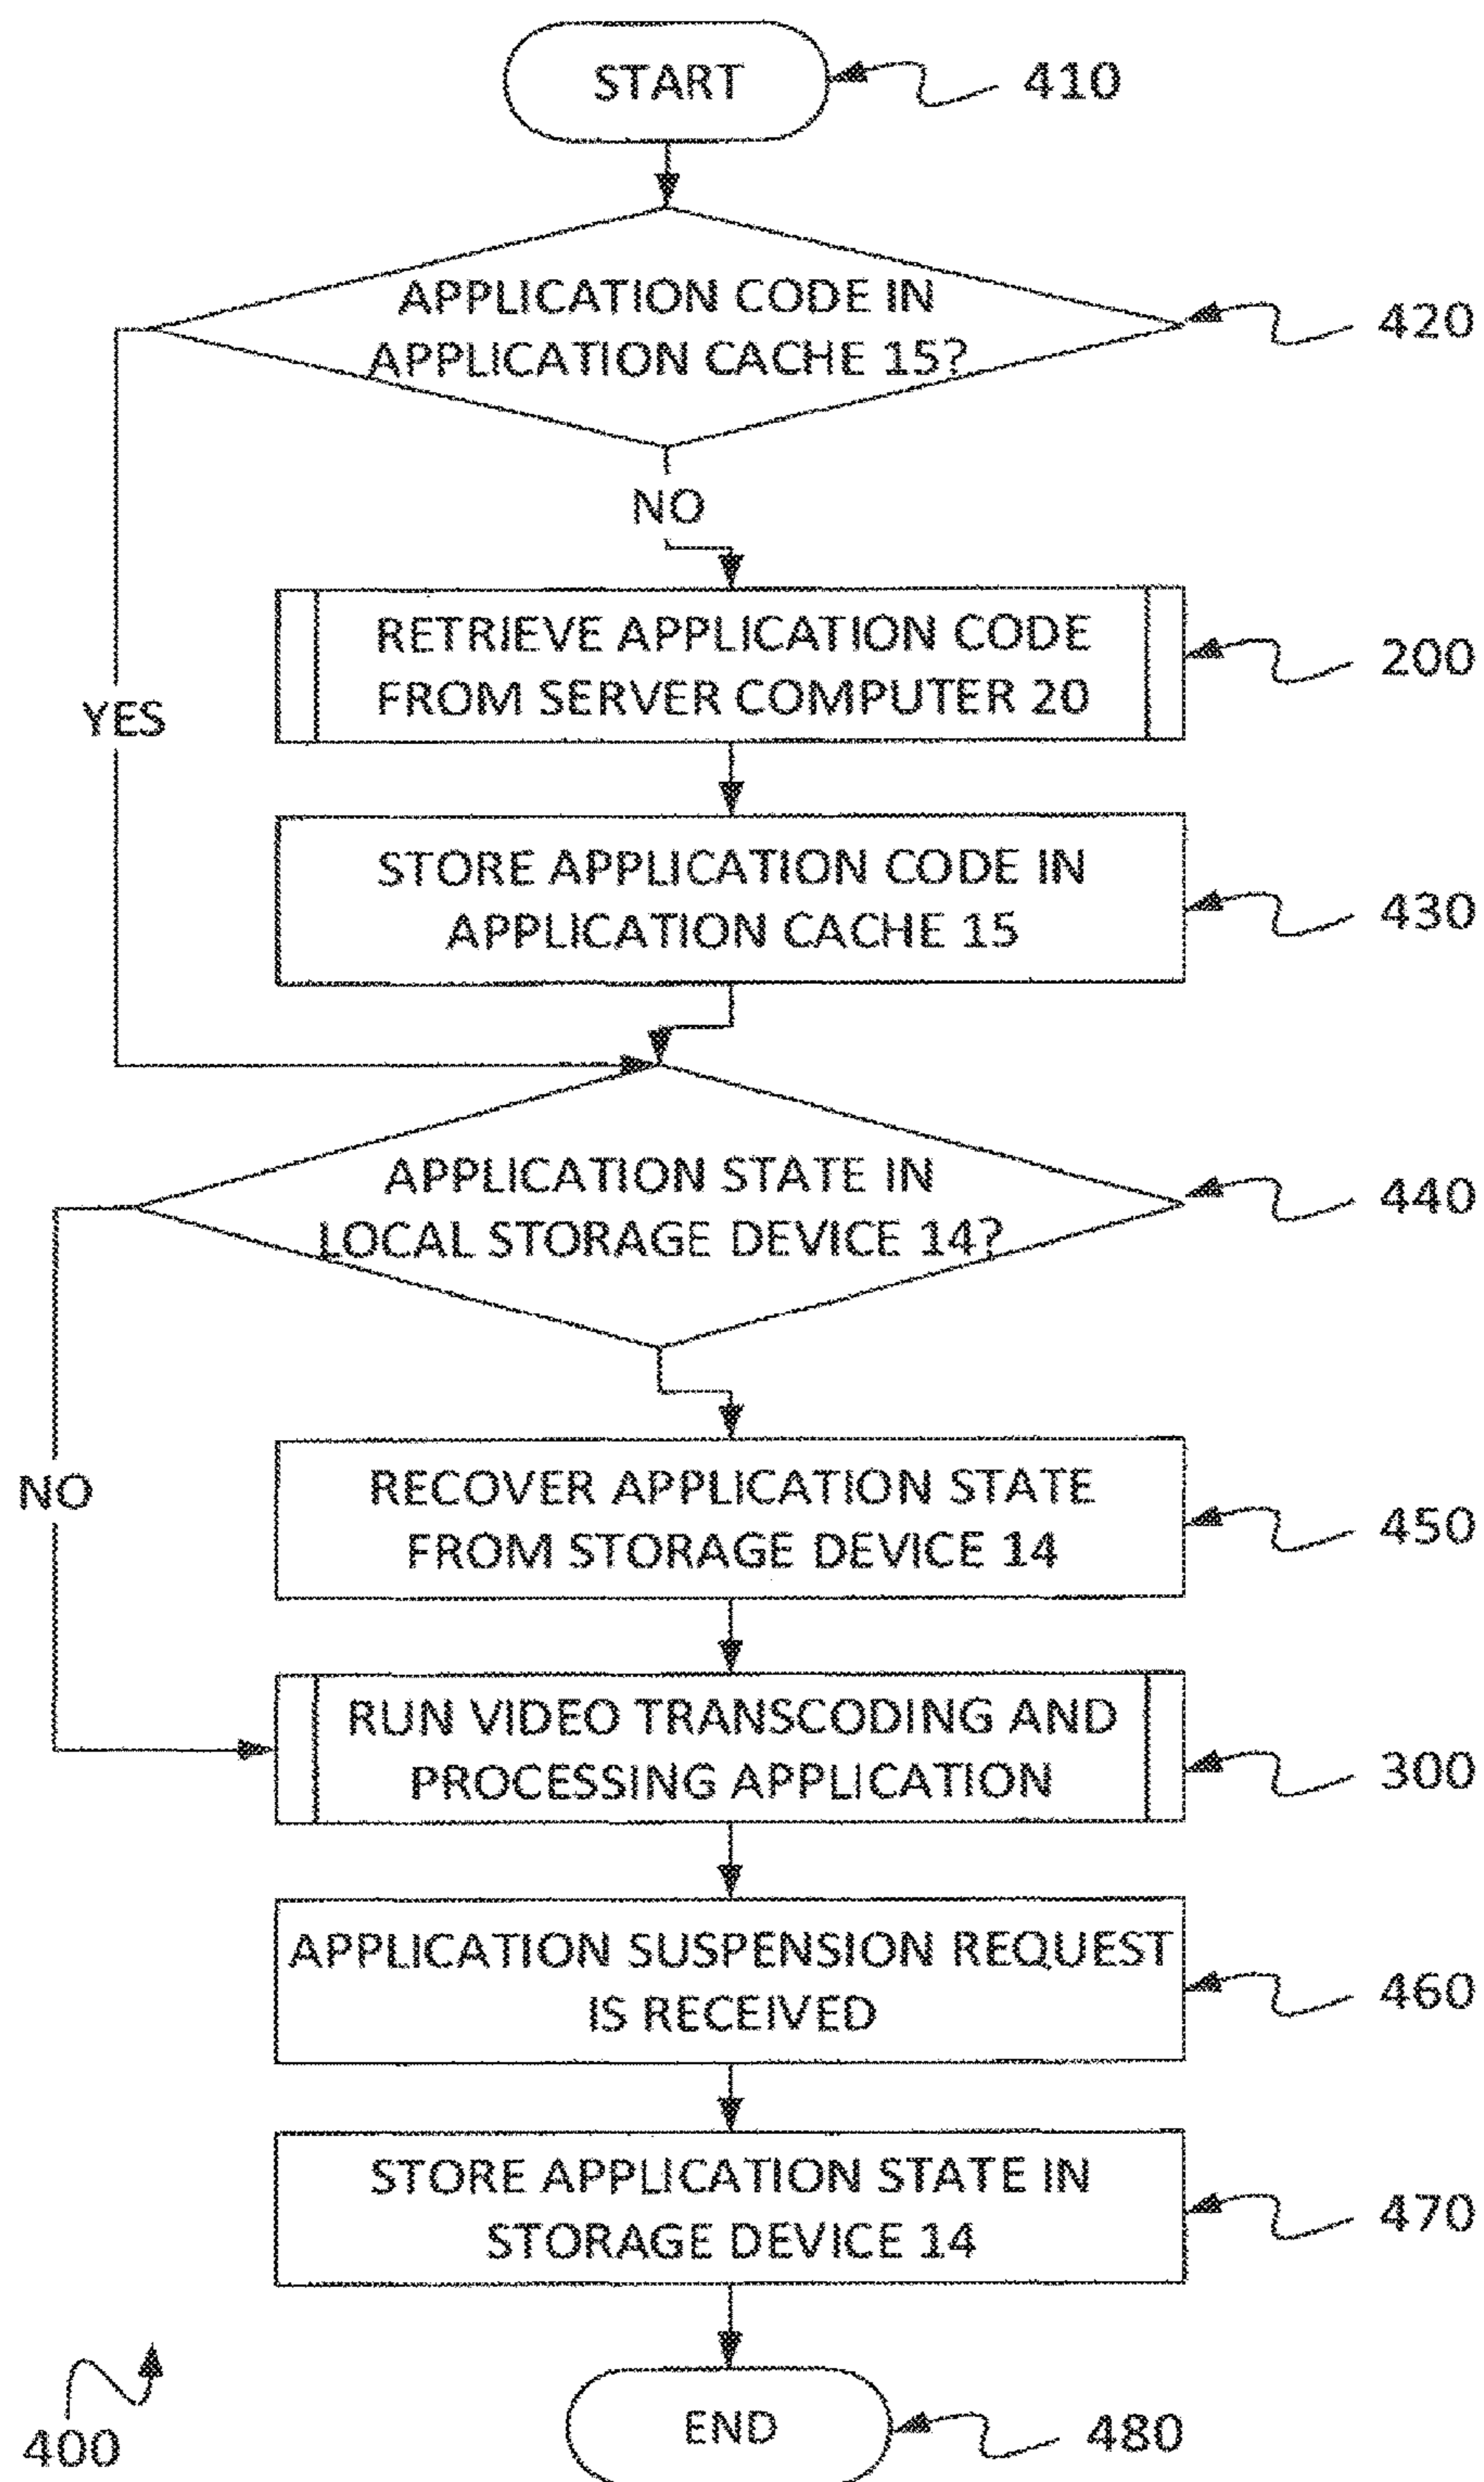 START
410
APPLICATION CODE IN
APPLICATION CACHE 15?
420
NO
RETRIEVE APPLICATION CODE
FROM SERVER COMPUTER 20
200
YES
STORE APPLICATION CODE IN
APPLICATION CACHE 15
430
APPLICATION STATE IN
LOCAL STORAGE DEVICE 14?
440
NO
RECOVER APPLICATION STATE
FROM STORAGE DEVICE 14
450
RUN VIDEO TRANSCODING AND
PROCESSING APPLICATION
300
APPLICATION SUSPENSION REQUEST
IS RECEIVED
460
STORE APPLICATION STATE IN
STORAGE DEVICE 14
470
END
480
400